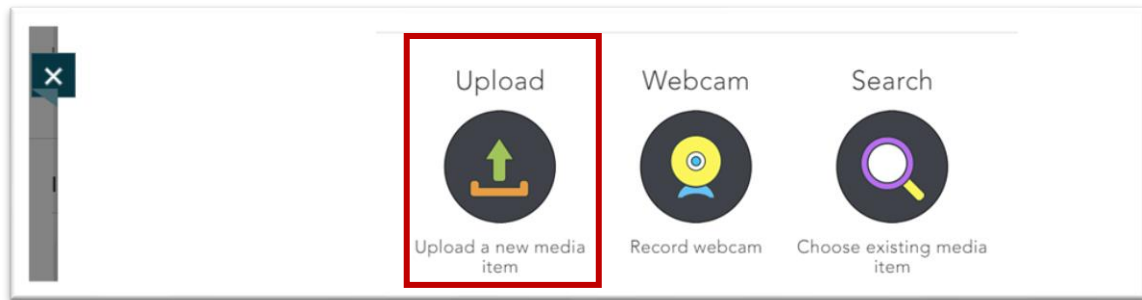 Upload
Webcam
Search
Upload a new media
item
Record webcam
Choose existing media
item